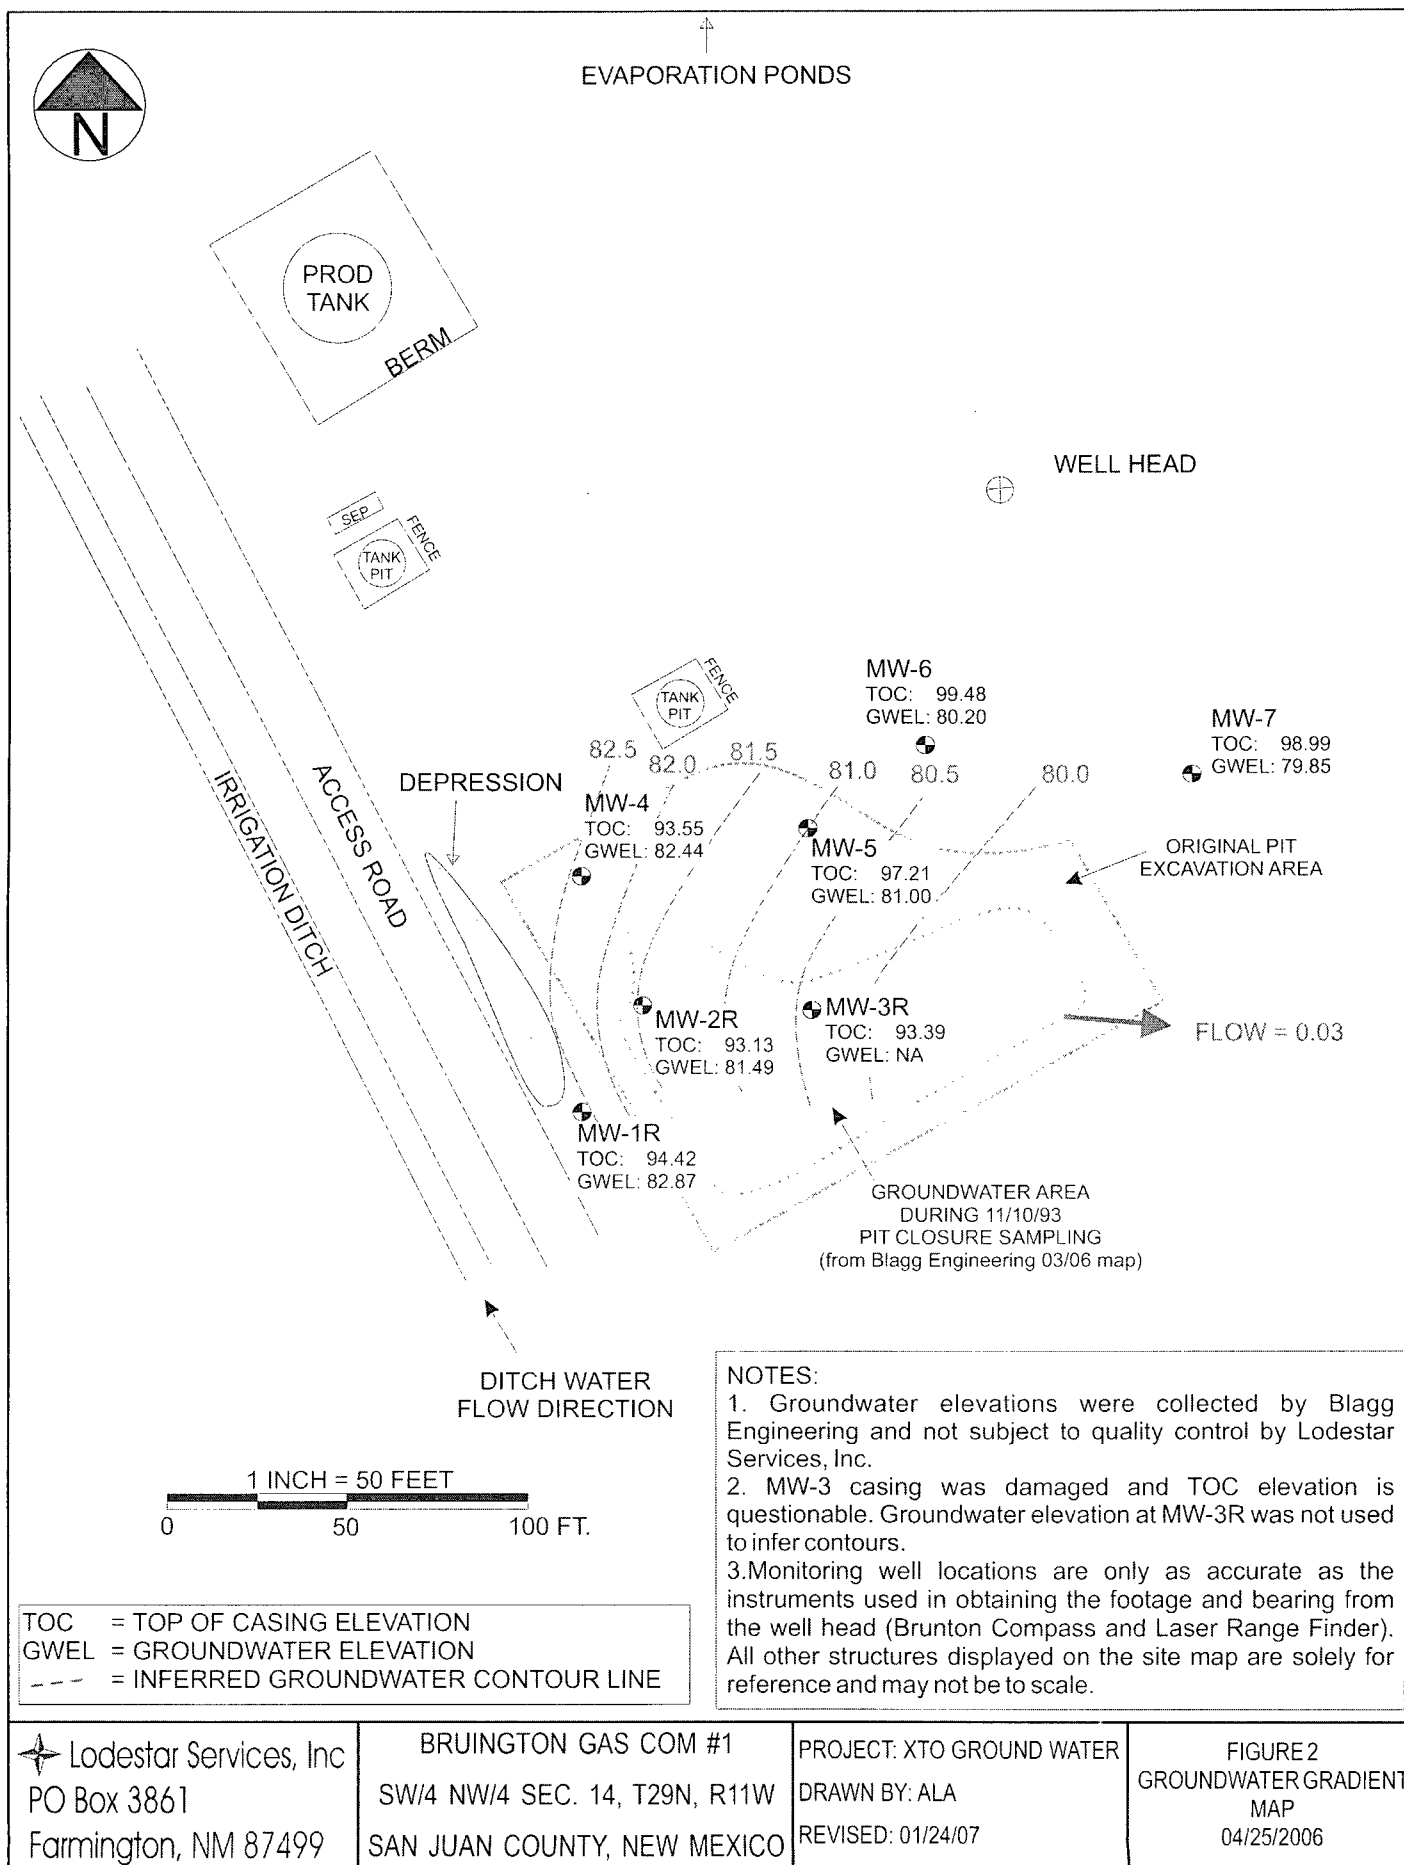 EVAPORATION PONDS
N
PROD
TANK
BERM
WELL HEAD
SEP
FENCE
TANK
PIT
FENCE
TANK
PIT
MW-6
TOC: 99.48
GWEL: 80.20
MW-7
TOC: 98.99
GWEL: 79.85
82.5
82.0
81.5
81.0
80.5
80.0
IRRIGATION DITCH
ACCESS ROAD
DEPRESSION
MW-4
TOC: 93.55
GWEL: 82.44
MW-5
TOC: 97.21
GWEL: 81.00
ORIGINAL PIT
EXCAVATION AREA
MW-2R
TOC: 93.13
GWEL: 81.49
MW-3R
TOC: 93.39
GWEL: NA
FLOW = 0.03
MW-1R
TOC: 94.42
GWEL: 82.87
GROUNDWATER AREA
DURING 11/10/93
PIT CLOSURE SAMPLING
(from Blagg Engineering 03/06 map)
DITCH WATER
FLOW DIRECTION
1 INCH = 50 FEET
0 50 100 FT.
NOTES:
1. Groundwater elevations were collected by Blagg
Engineering and not subject to quality control by Lodestar
Services, Inc.
2. MW-3 casing was damaged and TOC elevation is
questionable. Groundwater elevation at MW-3R was not used
to infer contours.
3.Monitoring well locations are only as accurate as the
instruments used in obtaining the footage and bearing from
the well head (Brunton Compass and Laser Range Finder).
All other structures displayed on the site map are solely for
reference and may not be to scale.
TOC = TOP OF CASING ELEVATION
GWEL = GROUNDWATER ELEVATION
--- = INFERRED GROUNDWATER CONTOUR LINE
Lodestar Services, Inc
PO Box 3861
Farmington, NM 87499
BRUINGTON GAS COM #1
SW/4 NW/4 SEC. 14, T29N, R11W
SAN JUAN COUNTY, NEW MEXICO
PROJECT: XTO GROUND WATER
DRAWN BY: ALA
REVISED: 01/24/07
FIGURE 2
GROUNDWATER GRADIENT
MAP
04/25/2006